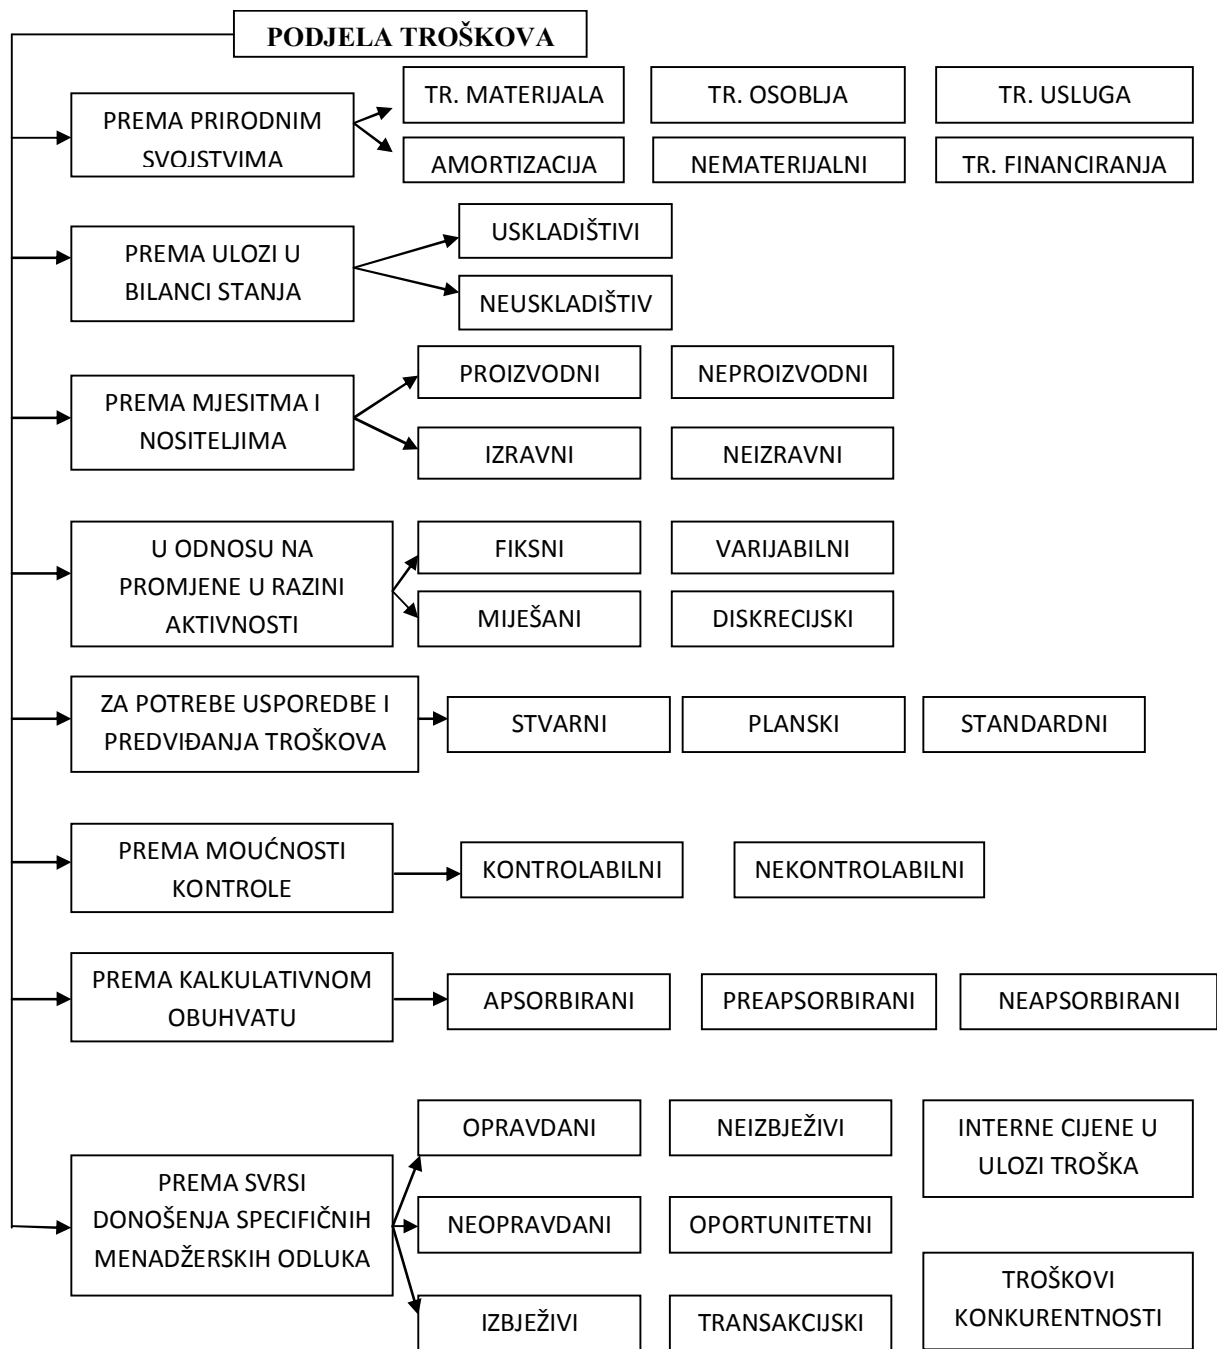 PODJELA TROŠKOVA
PREMA PRIRODNIM
SVOJSTVIMA
TR. MATERIJALA
TR. OSOBLJA
TR. USLUGA
AMORTIZACIJA
NEMATERIJALNI
TR. FINANCIRANJA
PREMA ULOZI U
BILANCI STANJA
USKLADIŠTIVI
NEUSKLADIŠTIV
PREMA MJESITMA I
NOSITELJIMA
PROIZVODNI
NEPROIZVODNI
IZRAVNI
NEIZRAVNI
U ODNOSU NA
PROMJENE U RAZINI
AKTIVNOSTI
FIKSNI
VARIJABILNI
MIJEŠANI
DISKRECIJSKI
ZA POTREBE USPOREDBE I
PREDVIĐANJA TROŠKOVA
STVARNI
PLANSKI
STANDARDNI
PREMA MOUĆNOSTI
KONTROLE
KONTROLABILNI
NEKONTROLABILNI
PREMA KALKULATIVNOM
OBUHVATU
APSORBIRANI
PREAPSORBIRANI
NEAPSORBIRANI
PREMA SVRSI
DONOŠENJA SPECIFIČNIH
MENADŽERSKIH ODLUKA
OPRAVDANI
NEIZBJEŽIVI
INTERNE CIJENE U
ULOZI TROŠKA
NEOPRAVDANI
OPORTUNITETNI
IZBJEŽIVI
TRANSAKCIJSKI
TROŠKOVI
KONKURENTNOSTI